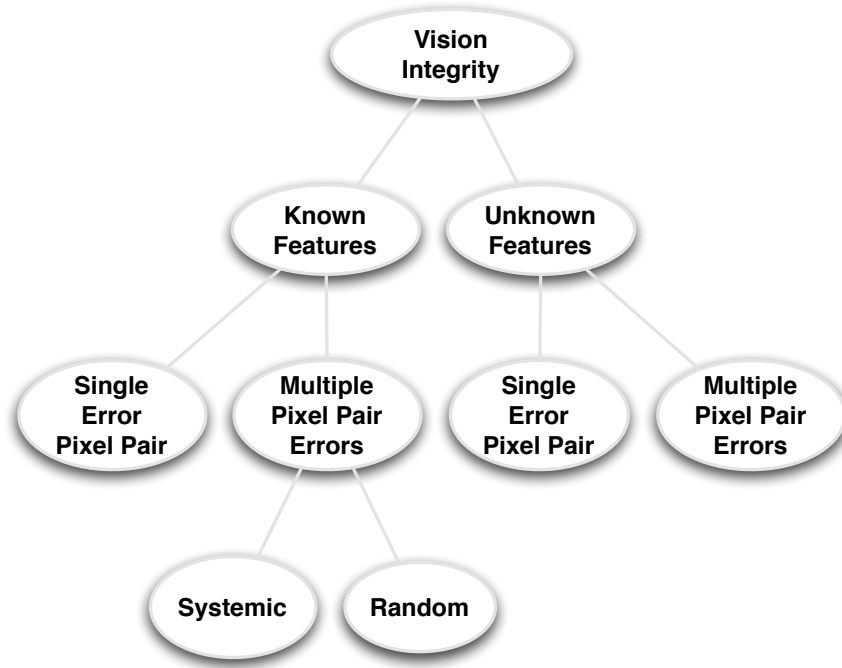 Vision
Integrity
Known
Features
Unknown
Features
Single
Error
Pixel Pair
Multiple
Pixel Pair
Errors
Single
Error
Pixel Pair
Multiple
Pixel Pair
Errors
Systemic
Random